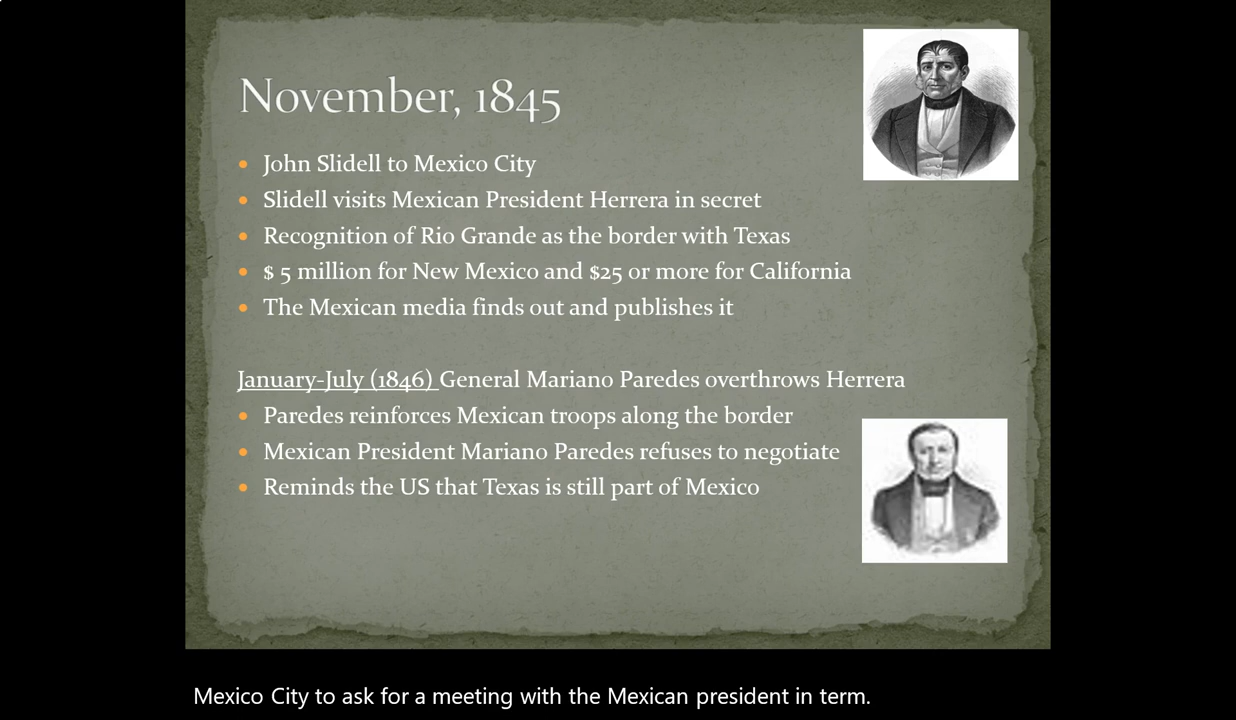 November, 1845
John Slidell to Mexico City
Slidell visits Mexican President Herrera in secret
Recognition of Rio Grande as the border with Texas
$ 5 million for New Mexico and $25 or more for California
The Mexican media finds out and publishes it
January-July (1846) General Mariano Paredes overthrows Herrera
Paredes reinforces Mexican troops along the border
Mexican President Mariano Paredes refuses to negotiate
Reminds the US that Texas is still part of Mexico
Mexico City to ask for a meeting with the Mexican president in term.